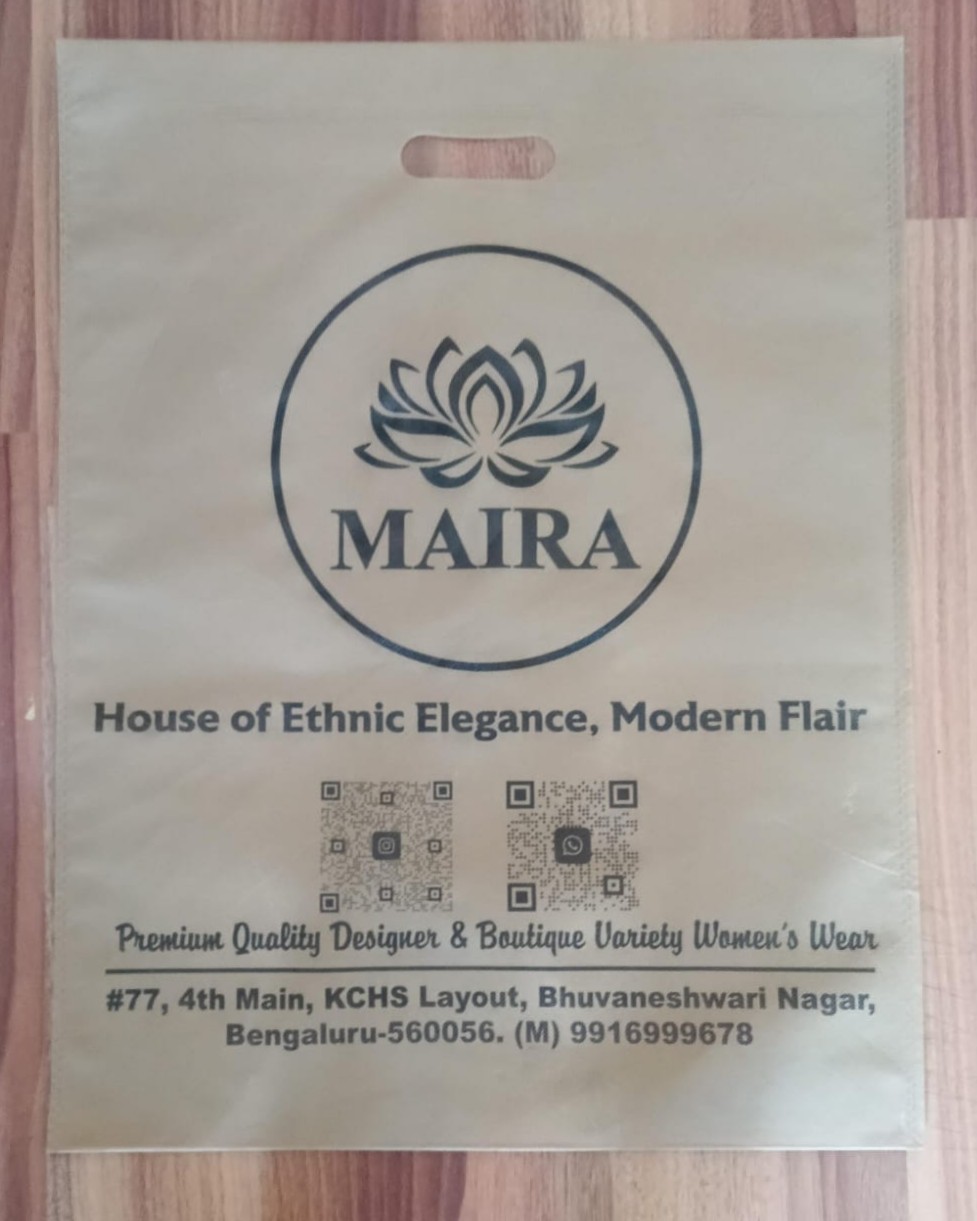 MAIRA
House of Ethnic Elegance, Modern Flair
Premium Quality Designer & Boutique Variety Women's Wear
#77, 4th Main, KCHS Layout, Bhuvaneshwari Nagar,
Bengaluru-560056. (M) 9916999678